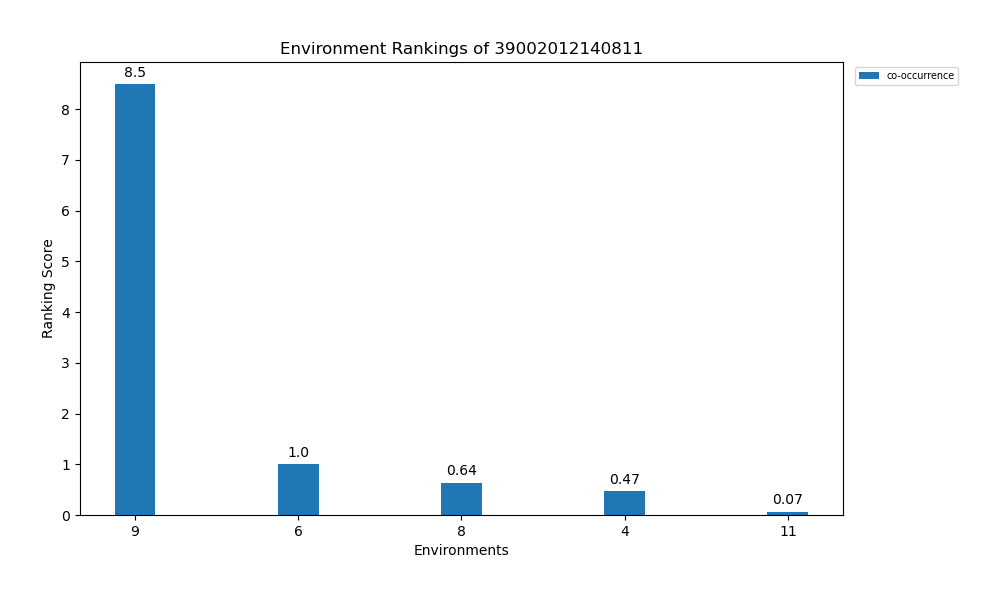 Environment Rankings of 39002012140811
co-occurrence
8.5
1.0
0.64
0.47
0.07
Ranking Score
8
7
6
5
4
3
2
1
0
9 6 8 4 11
Environments